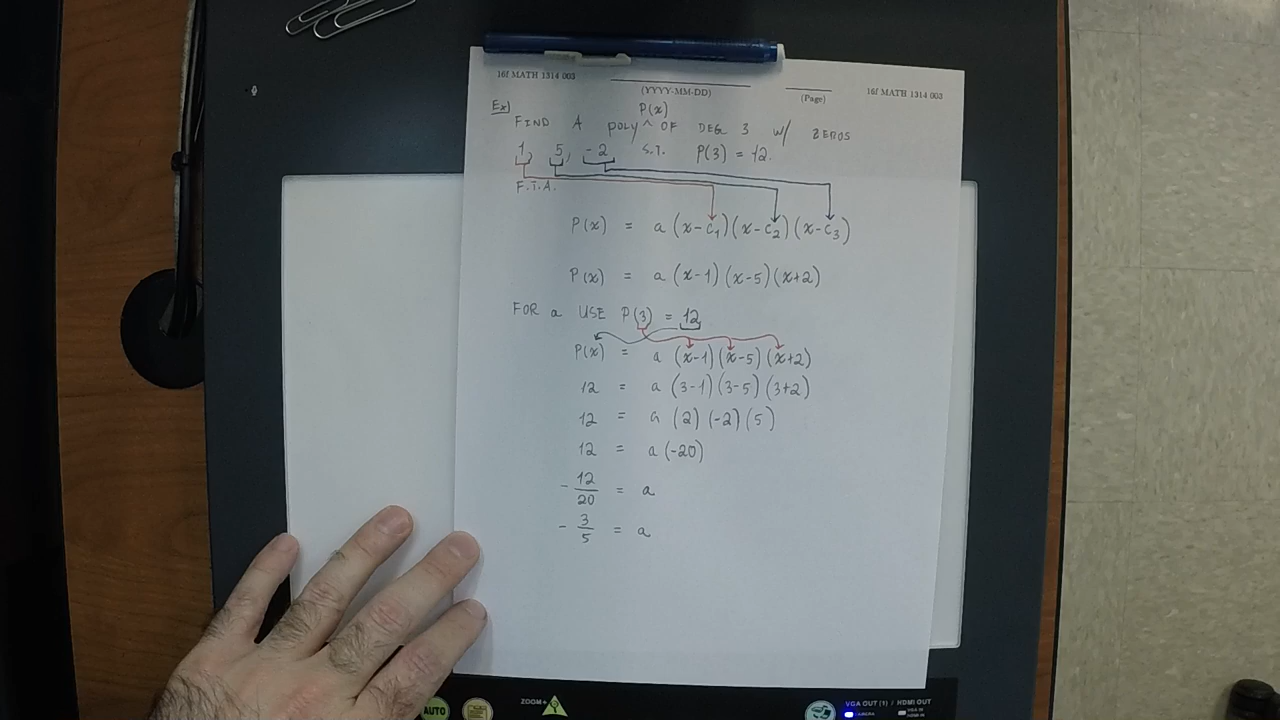 16f MATH 1314 003
(YYYY-MM-DD)
(Page)
16f MATH 1314 003
Ex)
P(x)
FIND A POLY ^ OF DEG 3 W/ ZEROS
1, 5, -2 S.T. P(3) = 12.
F.T.A.
P(x) = a (x-c₁)(x-c₂)(x-c₃)
P(x) = a (x-1)(x-5)(x+2)
FOR a USE P(3) = 12
P(x) = a (x-1)(x-5)(x+2)
12 = a (3-1)(3-5)(3+2)
12 = a (2)(-2)(5)
12 = a (-20)
-12/20 = a
-3/5 = a
AUTO
ZOOM+
VGA OUT (1) / HDMI OUT